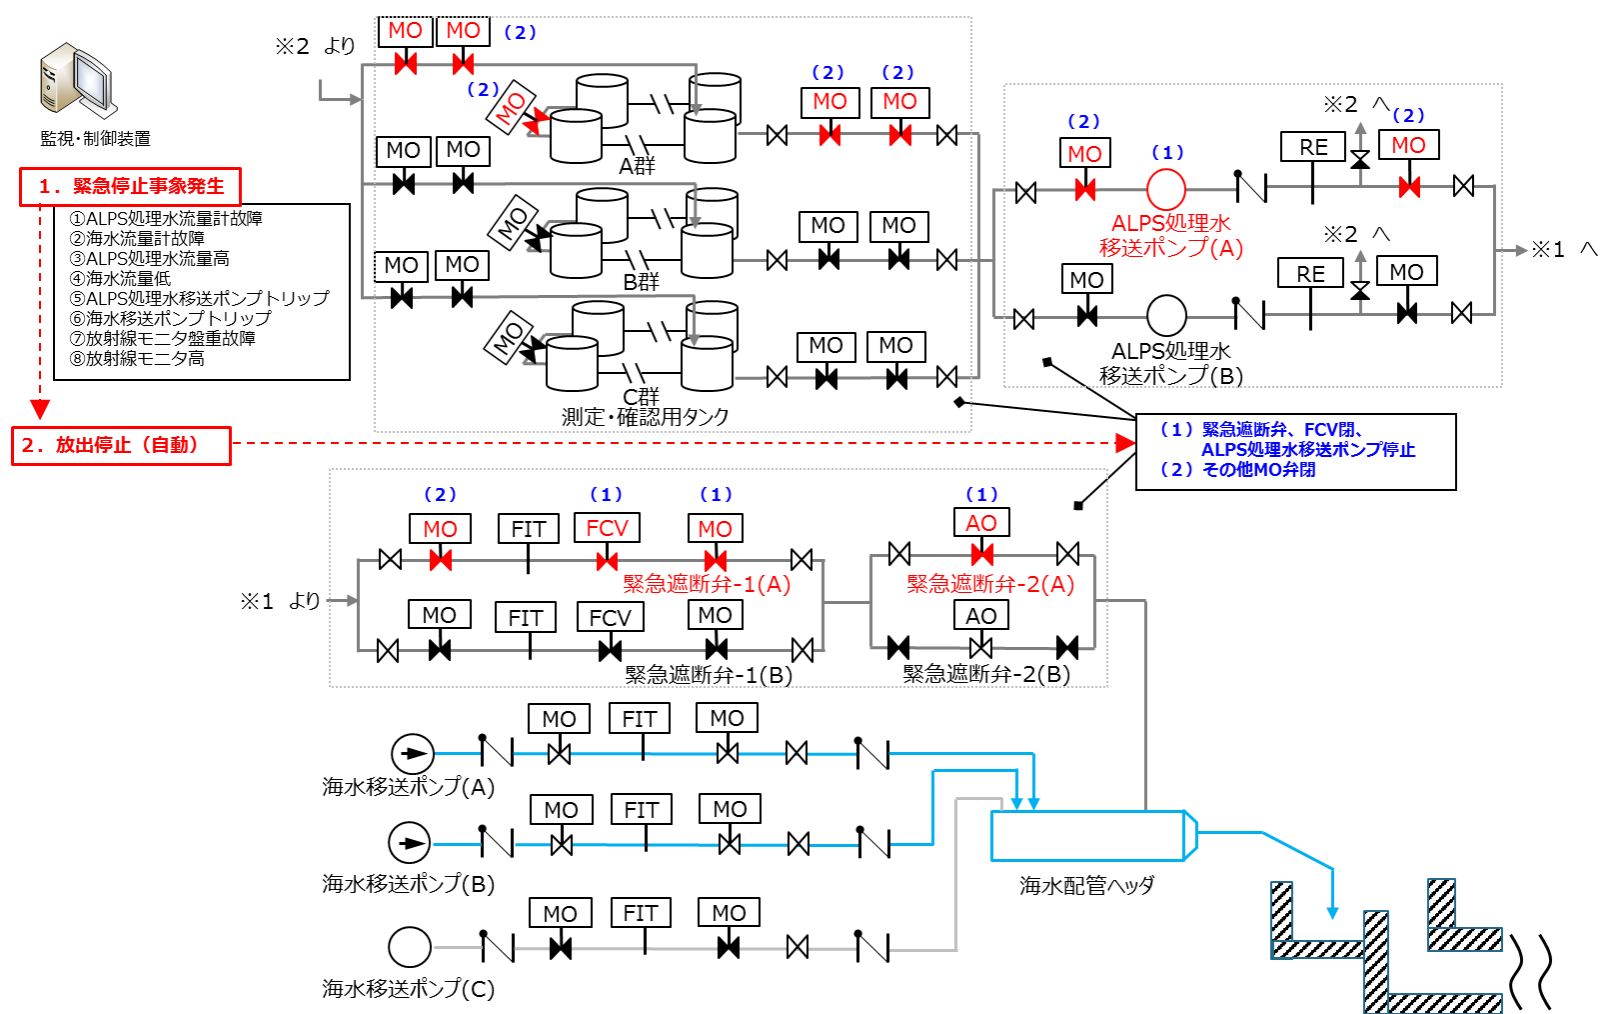 ※2 より
MO
MO
（2）
（2）
MO
MO
MO
A群
（2）
（2）
MO
MO
監視・制御装置
1．緊急停止事象発生
①ALPS処理水流量計故障
②海水流量計故障
③ALPS処理水流量高
④海水流量低
⑤ALPS処理水移送ポンプトリップ
⑥海水移送ポンプトリップ
⑦放射線モニタ盤重故障
⑧放射線モニタ高
MO
MO
MO
B群
MO
MO
MO
C群
MO
MO
測定・確認用タンク
（2）
MO
（1）
ALPS処理水
移送ポンプ(A)
RE
※2 へ
（2）
MO
MO
ALPS処理水
移送ポンプ(B)
RE
※2 へ
MO
※1 へ
2．放出停止（自動）
（1）緊急遮断弁、FCV閉、
ALPS処理水移送ポンプ停止
（2）その他MO弁閉
（2）
（1）
（1）
（1）
MO
FIT
FCV
MO
AO
緊急遮断弁-1(A)
緊急遮断弁-2(A)
※1 より
MO
FIT
FCV
MO
AO
緊急遮断弁-1(B)
緊急遮断弁-2(B)
MO
FIT
MO
海水移送ポンプ(A)
MO
FIT
MO
海水移送ポンプ(B)
海水配管ヘッダ
MO
FIT
MO
海水移送ポンプ(C)